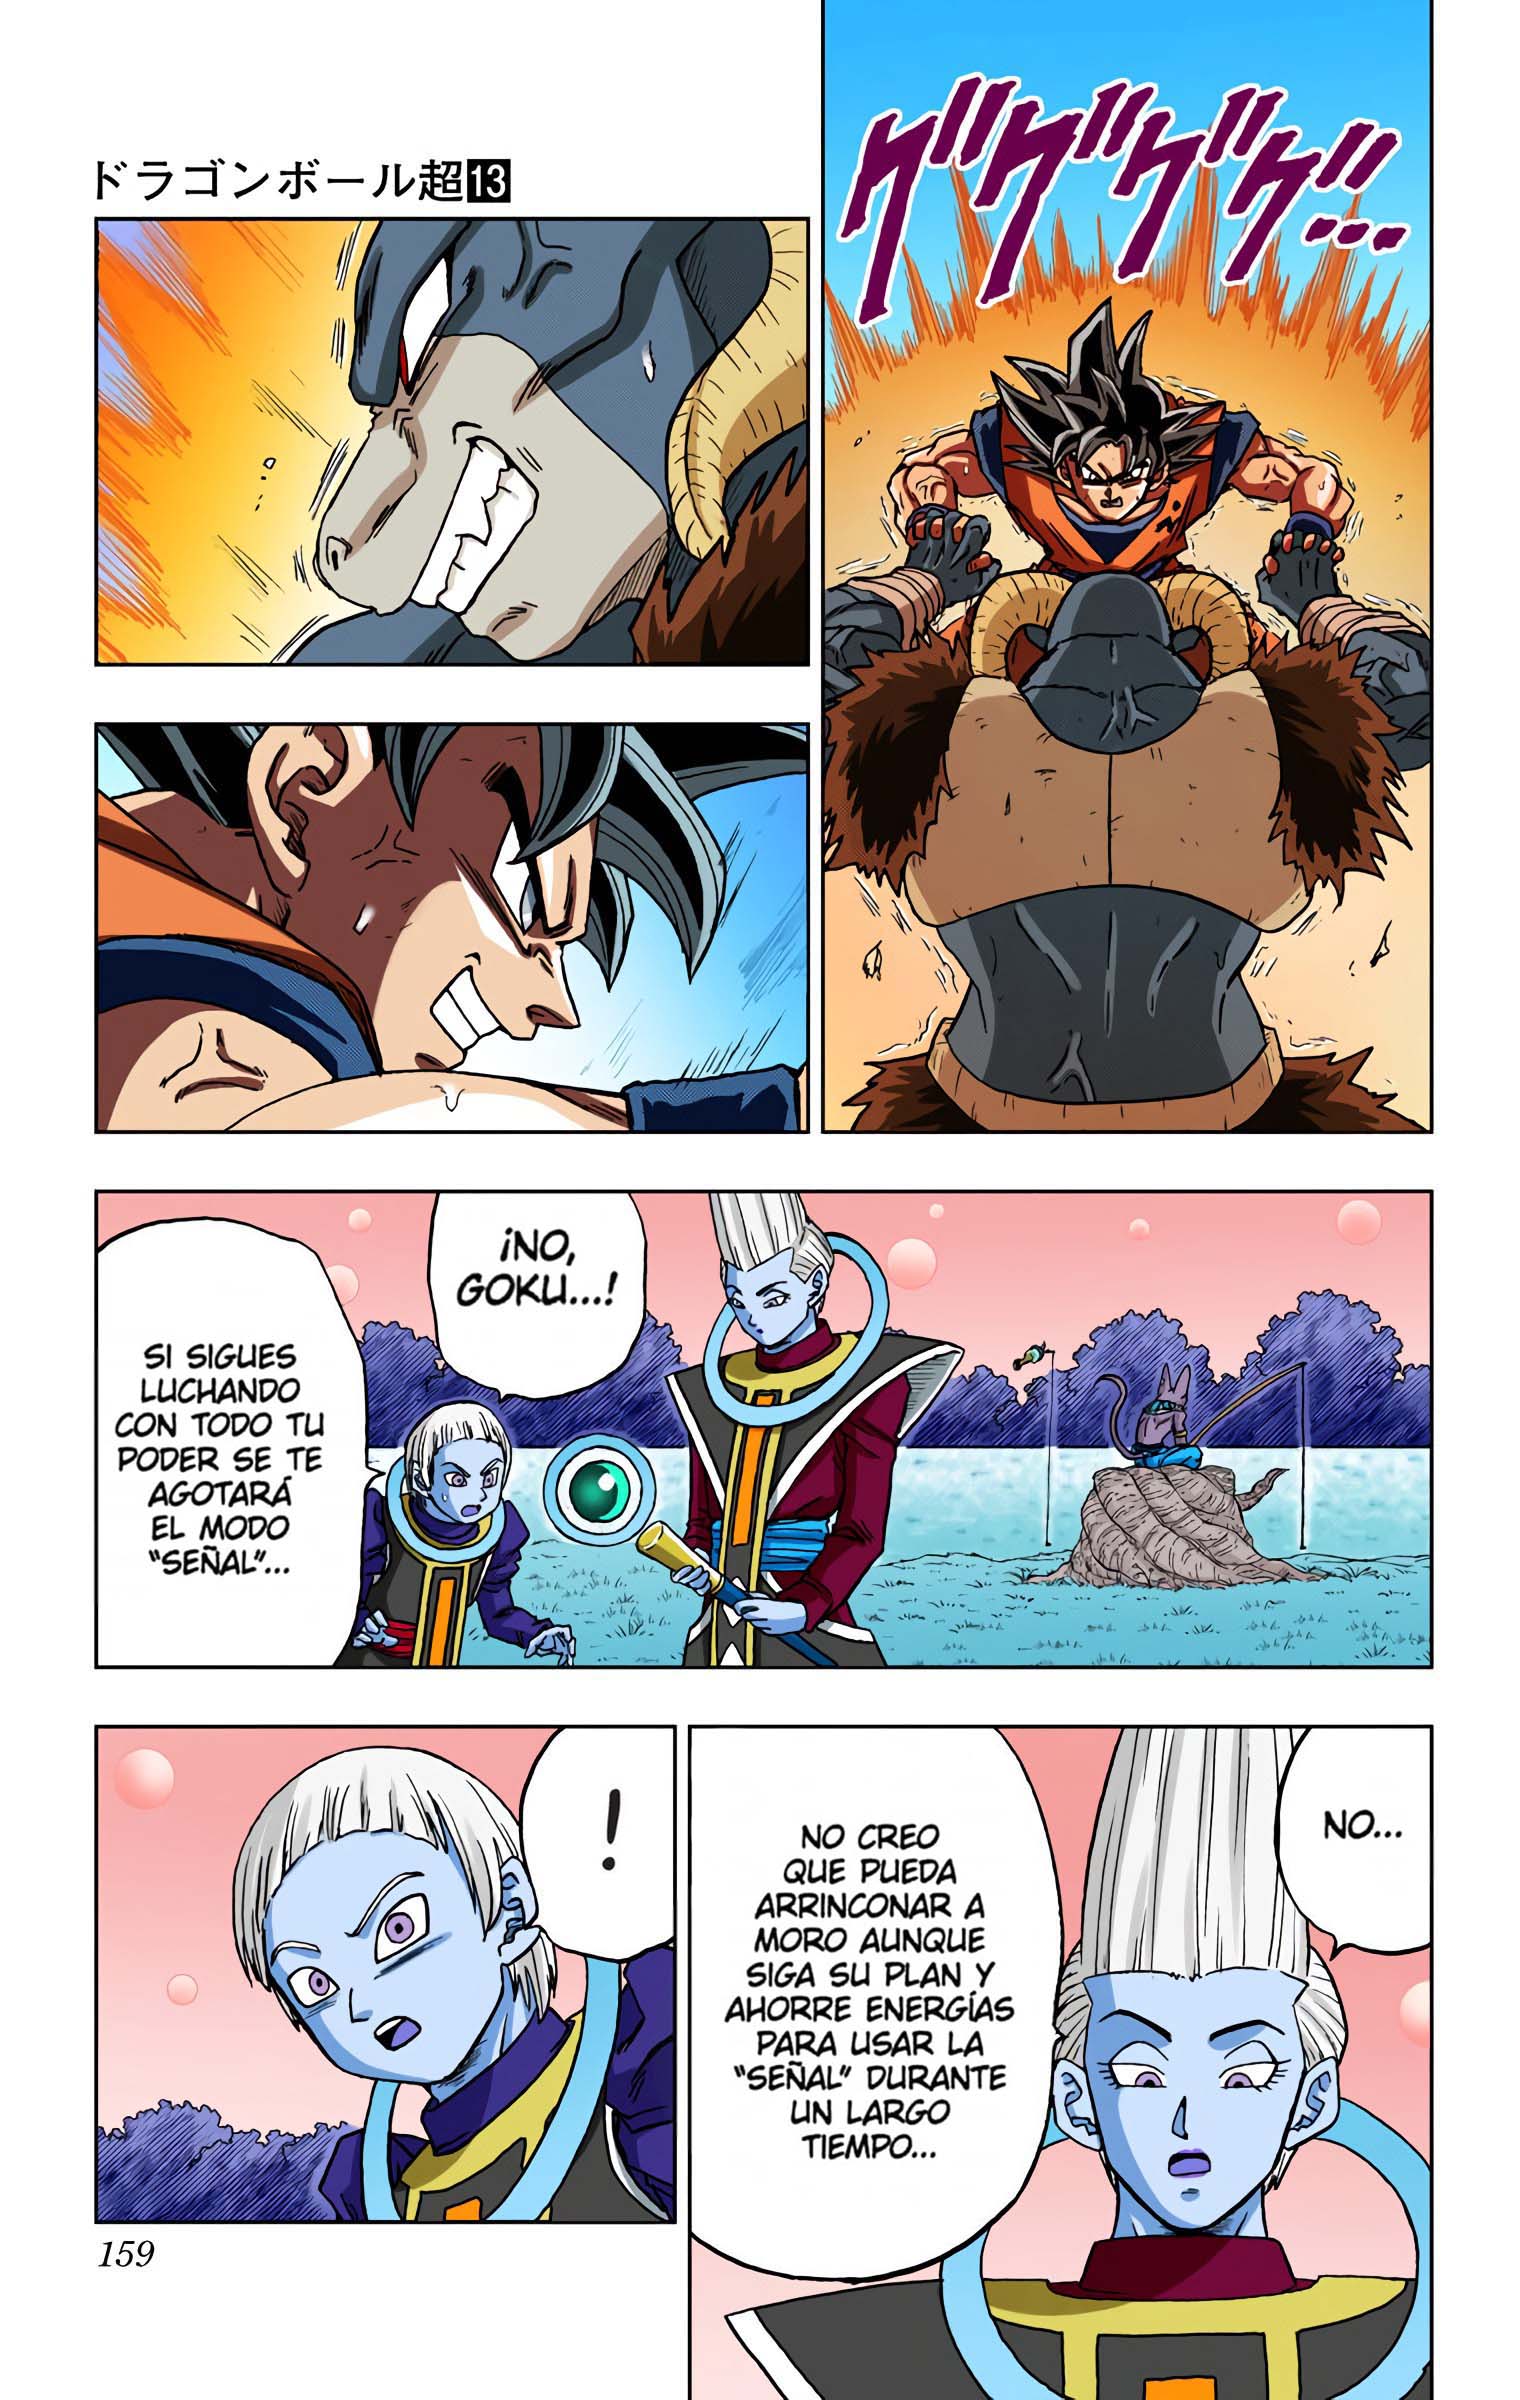 ググググ!!…
ドラゴンボール超13
¡NO,
GOKU...!
SI SIGUES
LUCHANDO
CON TODO TU
PODER SE TE
AGOTARÁ
EL MODO
"SEÑAL"...
NO...
NO CREO
QUE PUEDA
ARRINCONAR A
MORO AUNQUE
SIGA SU PLAN Y
AHORRE ENERGÍAS
PARA USAR LA
"SEÑAL" DURANTE
UN LARGO
TIEMPO...
!
159